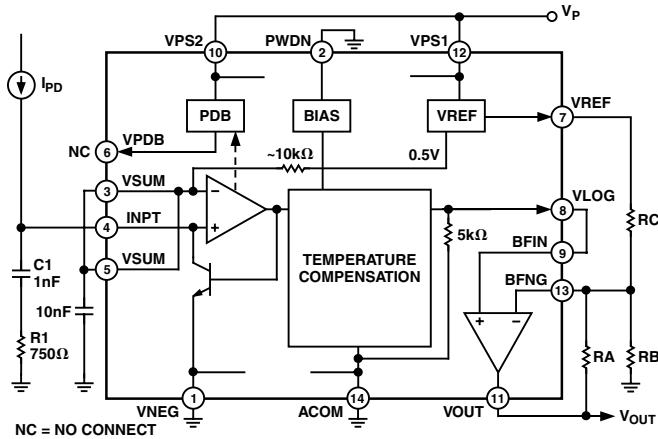 VP
VPS2
PWDN
VPS1
10
2
12
IPD
PDB
BIAS
VREF
7
VREF
NC
6
VPDB
~10kΩ
0.5V
3
VSUM
−
VLOG
8
RC
4
INPT
+
5kΩ
BFIN
9
C1
1nF
5
VSUM
TEMPERATURE
COMPENSATION
BFNG
13
10nF
+
−
R1
750Ω
RA
RB
1
14
11
VNEG
ACOM
VOUT
VOUT
NC = NO CONNECT